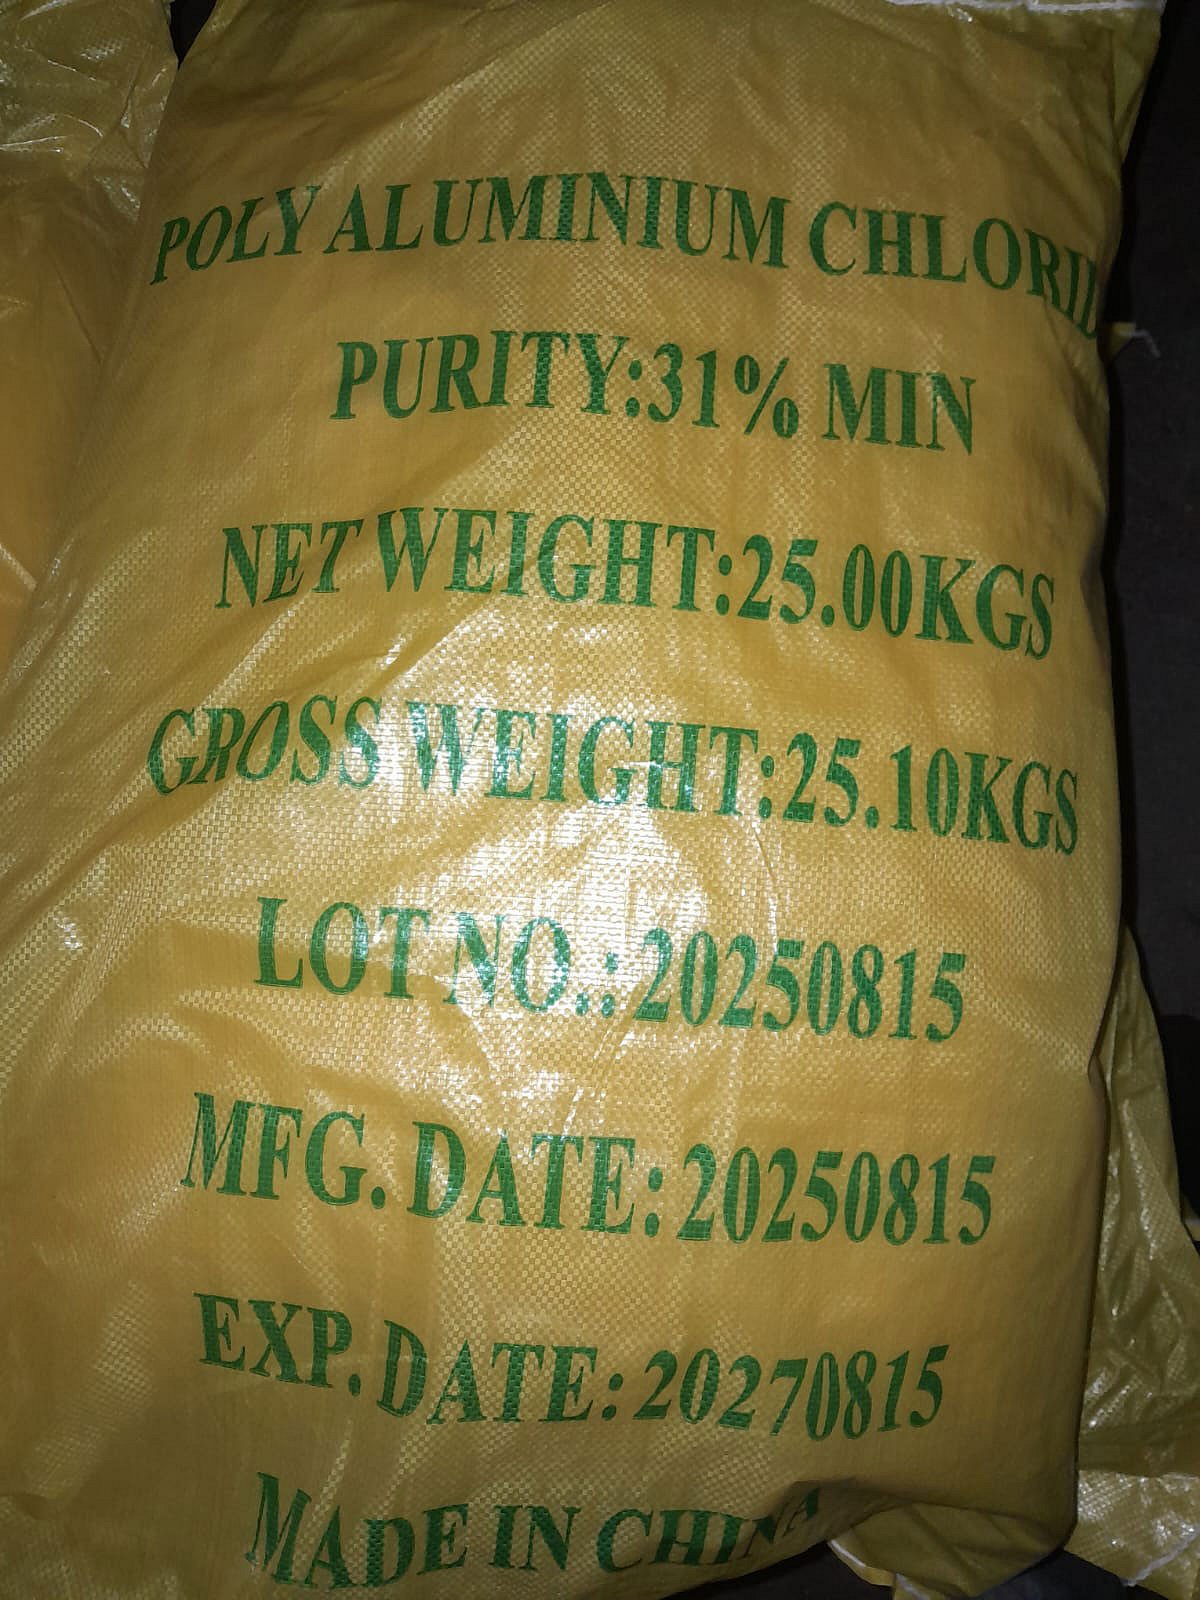 POLY ALUMINIUM CHLORID
PURITY:31% MIN
NET WEIGHT:25.00KGS
GROSS WEIGHT:25.10KGS
LOT NO.: 20250815
MFG. DATE: 20250815
EXP. DATE: 20270815
MADE IN CHINA